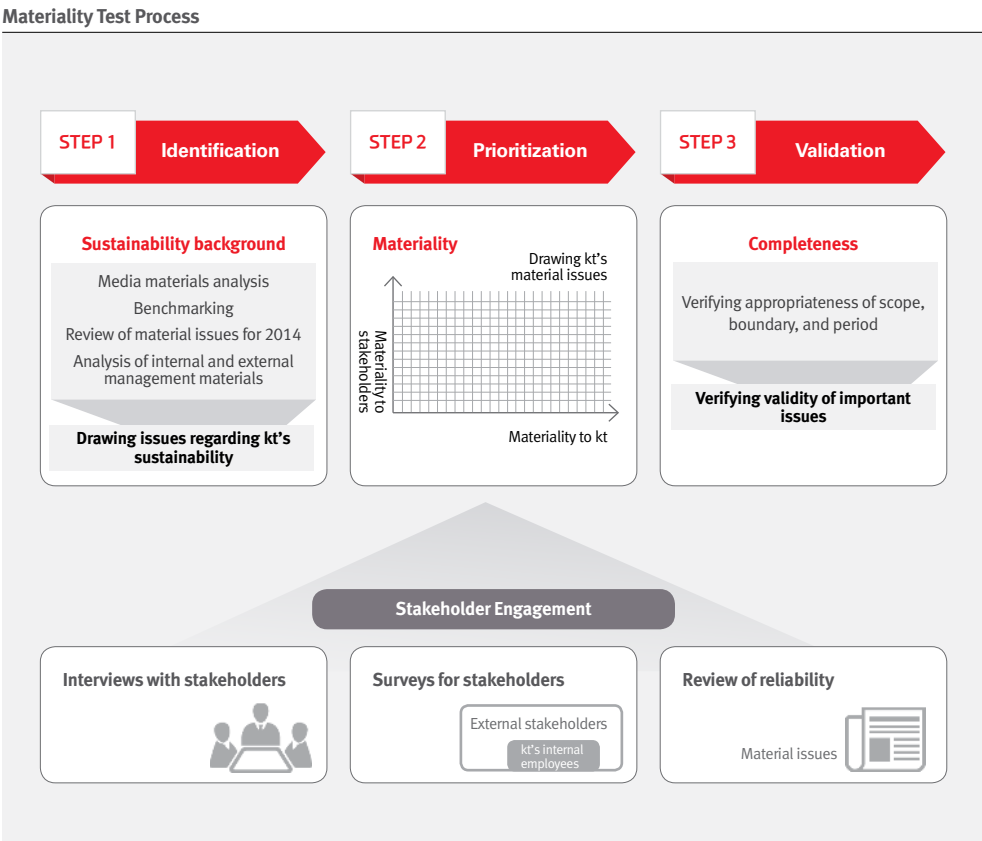 Materiality Test Process
STEP 1
Identification
STEP 2
Prioritization
STEP 3
Validation
Sustainability background
Media materials analysis
Benchmarking
Review of material issues for 2014
Analysis of internal and external
management materials
Drawing issues regarding kt's
sustainability
Materiality
Drawing kt's
material issues
Materiality to
stakeholders
Materiality to kt
Completeness
Verifying appropriateness of scope,
boundary, and period
Verifying validity of important
issues
Stakeholder Engagement
Interviews with stakeholders
Surveys for stakeholders
External stakeholders
kt's internal
employees
Review of reliability
Material issues